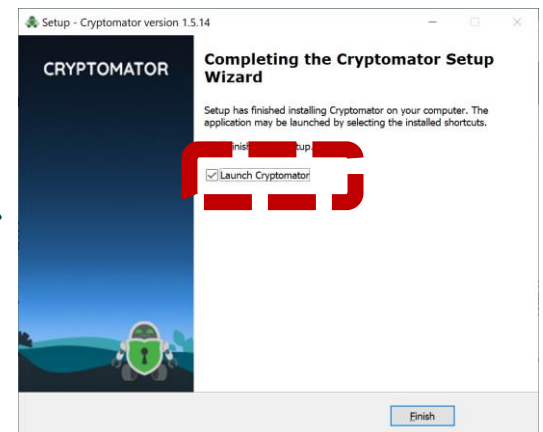 Setup - Cryptomator version 1.5.14
CRYPTOMATOR
Completing the Cryptomator Setup
Wizard
Setup has finished installing Cryptomator on your computer. The
application may be launched by selecting the installed shortcuts.
Launch Cryptomator
Finish